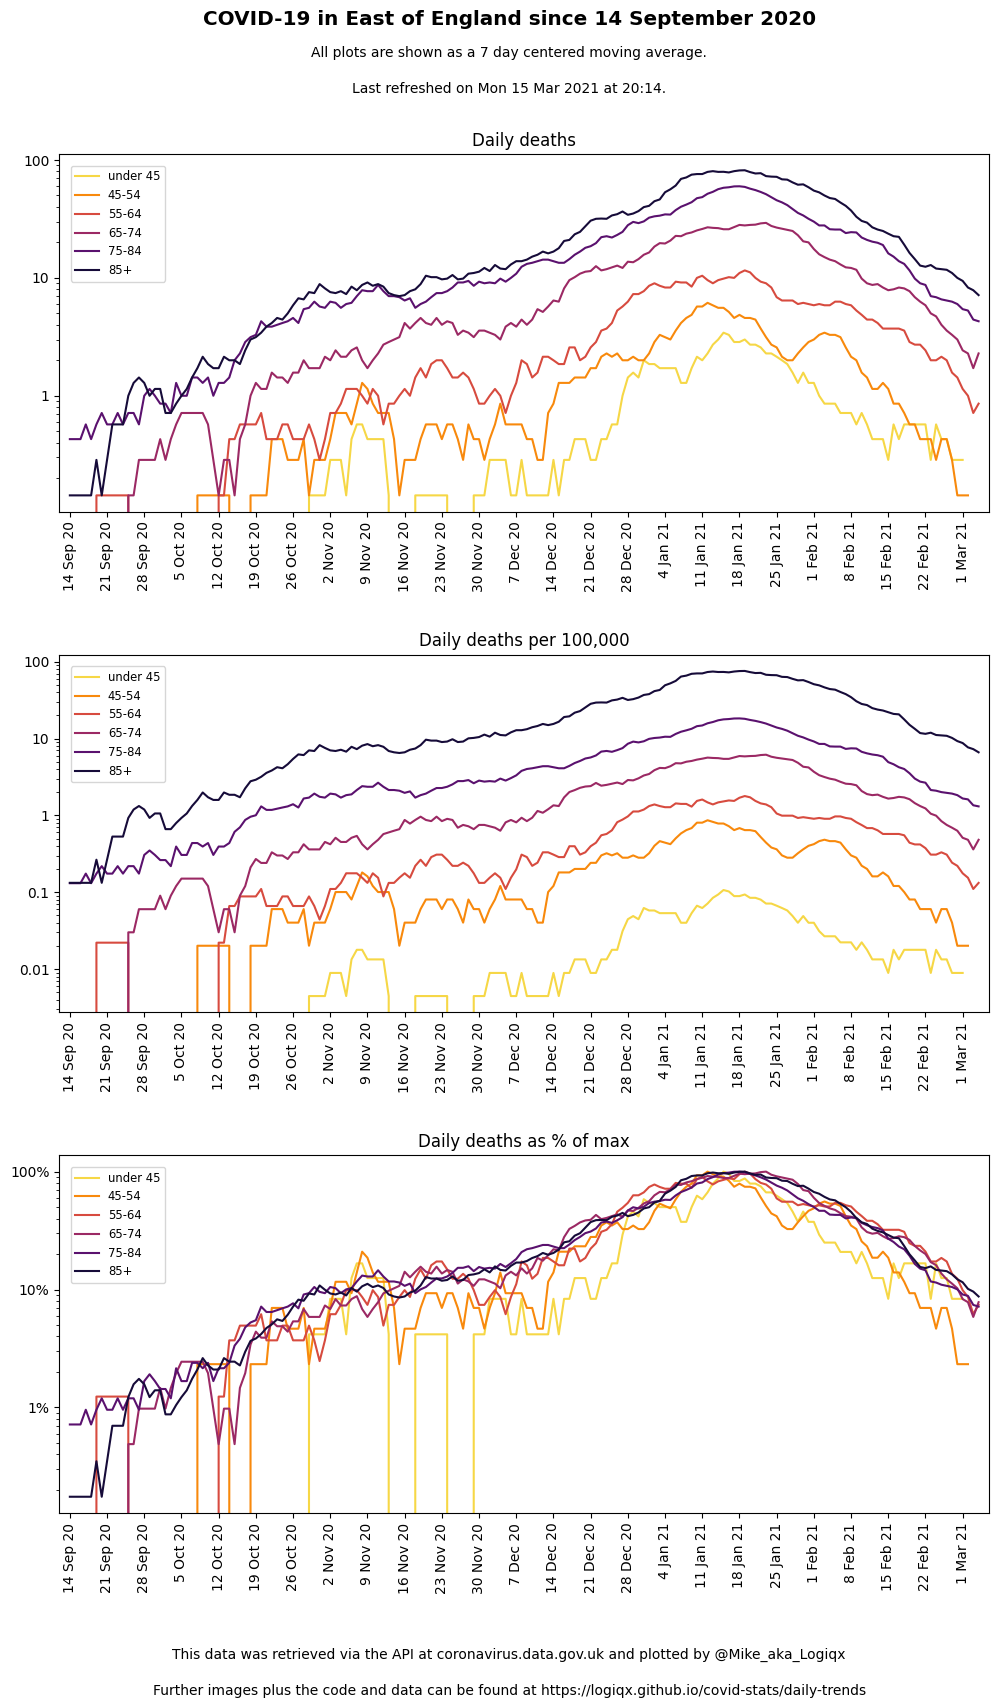 COVID-19 in East of England since 14 September 2020
All plots are shown as a 7 day centered moving average.
Last refreshed on Mon 15 Mar 2021 at 20:14.
Daily deaths
100
10
1
under 45
45-54
55-64
65-74
75-84
85+
14 Sep 20
21 Sep 20
28 Sep 20
5 Oct 20
12 Oct 20
19 Oct 20
26 Oct 20
2 Nov 20
9 Nov 20
16 Nov 20
23 Nov 20
30 Nov 20
7 Dec 20
14 Dec 20
21 Dec 20
28 Dec 20
4 Jan 21
11 Jan 21
18 Jan 21
25 Jan 21
1 Feb 21
8 Feb 21
15 Feb 21
22 Feb 21
1 Mar 21
Daily deaths per 100,000
100
10
1
0.1
0.01
under 45
45-54
55-64
65-74
75-84
85+
14 Sep 20
21 Sep 20
28 Sep 20
5 Oct 20
12 Oct 20
19 Oct 20
26 Oct 20
2 Nov 20
9 Nov 20
16 Nov 20
23 Nov 20
30 Nov 20
7 Dec 20
14 Dec 20
21 Dec 20
28 Dec 20
4 Jan 21
11 Jan 21
18 Jan 21
25 Jan 21
1 Feb 21
8 Feb 21
15 Feb 21
22 Feb 21
1 Mar 21
Daily deaths as % of max
100%
10%
1%
under 45
45-54
55-64
65-74
75-84
85+
14 Sep 20
21 Sep 20
28 Sep 20
5 Oct 20
12 Oct 20
19 Oct 20
26 Oct 20
2 Nov 20
9 Nov 20
16 Nov 20
23 Nov 20
30 Nov 20
7 Dec 20
14 Dec 20
21 Dec 20
28 Dec 20
4 Jan 21
11 Jan 21
18 Jan 21
25 Jan 21
1 Feb 21
8 Feb 21
15 Feb 21
22 Feb 21
1 Mar 21
This data was retrieved via the API at coronavirus.data.gov.uk and plotted by @Mike_aka_Logiqx
Further images plus the code and data can be found at https://logiqx.github.io/covid-stats/daily-trends